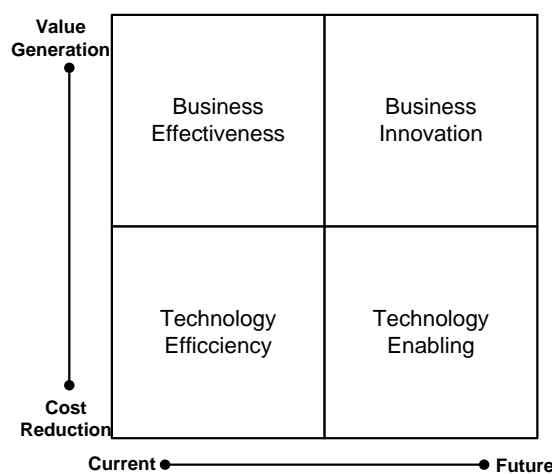 Value
Generation
Business
Effectiveness
Business
Innovation
Technology
Efficciency
Technology
Enabling
Cost
Reduction
Current
Future